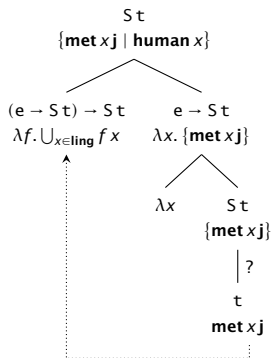 S t
{met x j | human x}
(e → S t) → S t
e → S t
λf. ⋃x∈ling f x
λx. {met x j}
λx
S t
{met x j}
?
t
met x j